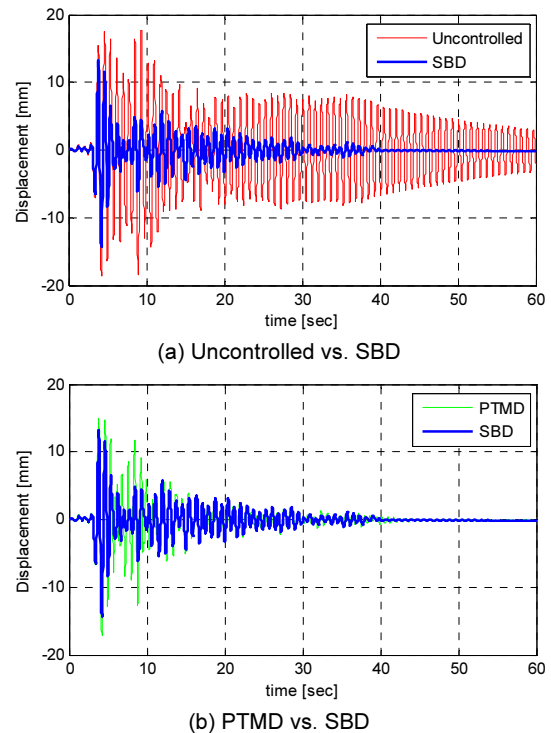 20
10
0
-10
-20
Displacement [mm]
Uncontrolled
SBD
0 10 20 30 40 50 60
time [sec]
(a) Uncontrolled vs. SBD
20
10
0
-10
-20
Displacement [mm]
PTMD
SBD
0 10 20 30 40 50 60
time [sec]
(b) PTMD vs. SBD